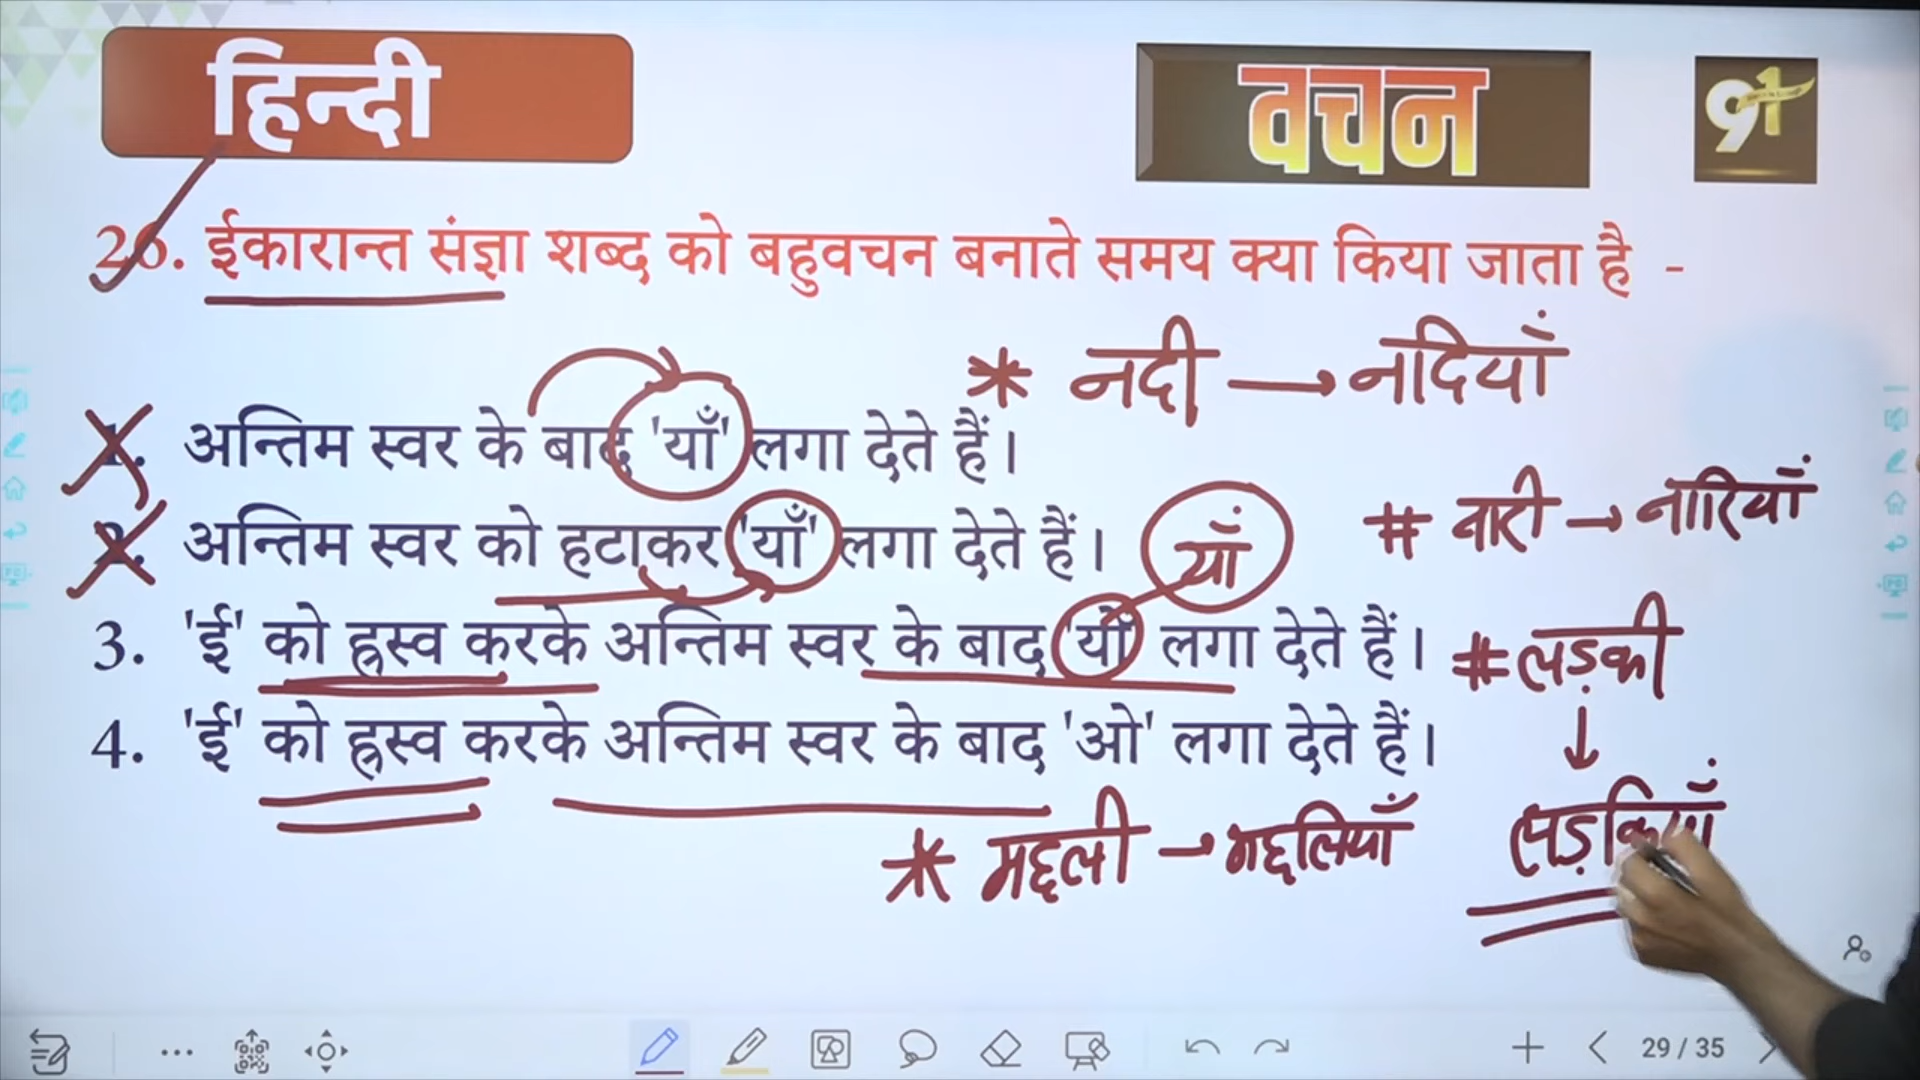 हिन्दी
वचन
91
26. ईकारान्त संज्ञा शब्द को बहुवचन बनाते समय क्या किया जाता है -
* नदी → नदियाँ
1. अन्तिम स्वर के बाद 'याँ' लगा देते हैं।
# नारी → नारियाँ
2. अन्तिम स्वर को हटाकर 'याँ' लगा देते हैं। याँ
3. 'ई' को ह्रस्व करके अन्तिम स्वर के बाद 'यों' लगा देते हैं।
# लड़की
↓
लड़कियाँ
4. 'ई' को ह्रस्व करके अन्तिम स्वर के बाद 'ओ' लगा देते हैं।
* मछली → मछलियाँ
29 / 35